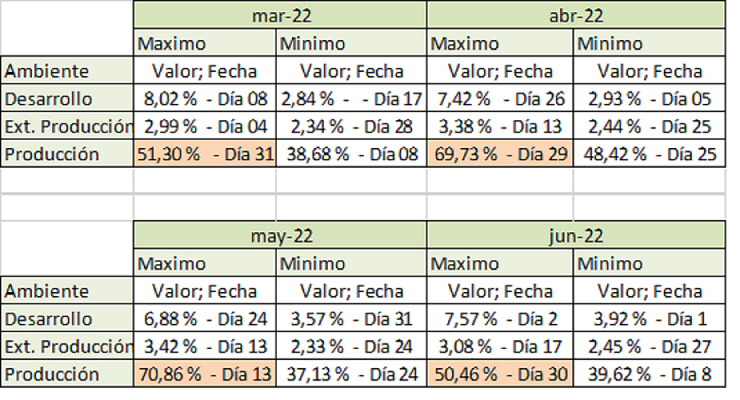 mar-22 abr-22
Maximo Minimo Maximo Minimo
Ambiente Valor; Fecha Valor; Fecha Valor; Fecha Valor; Fecha
Desarrollo 8,02 % - Día 08 2,84 % - - Día 17 7,42 % - Día 26 2,93 % - Día 05
Ext. Producción 2,99 % - Día 04 2,34 % - Día 28 3,38 % - Día 13 2,44 % - Día 25
Producción 51,30 % - Día 31 38,68 % - Día 08 69,73 % - Día 29 48,42 % - Día 25
may-22 jun-22
Maximo Minimo Maximo Minimo
Ambiente Valor; Fecha Valor; Fecha Valor; Fecha Valor; Fecha
Desarrollo 6,88 % - Día 24 3,57 % - Día 31 7,57 % - Día 2 3,92 % - Día 1
Ext. Producción 3,42 % - Día 13 2,33 % - Día 24 3,08 % - Día 17 2,45 % - Día 27
Producción 70,86 % - Día 13 37,13 % - Día 24 50,46 % - Día 30 39,62 % - Día 8